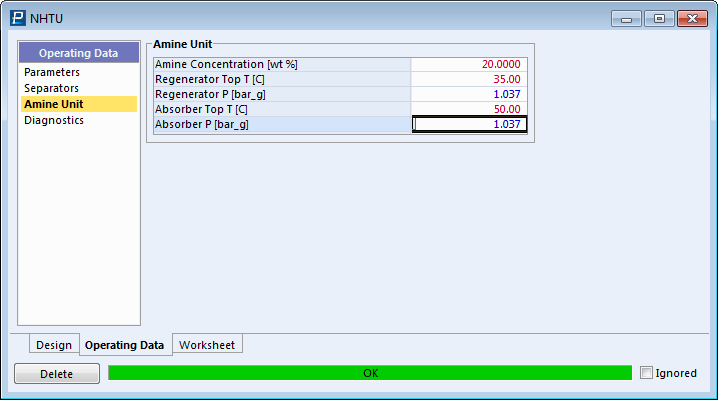 NHTU
Operating Data
Parameters
Separators
Amine Unit
Diagnostics
Amine Unit
Amine Concentration [wt %] 20.0000
Regenerator Top T [C] 35.00
Regenerator P [bar_g] 1.037
Absorber Top T [C] 50.00
Absorber P [bar_g] 1.037
Design Operating Data Worksheet
Delete OK Ignored